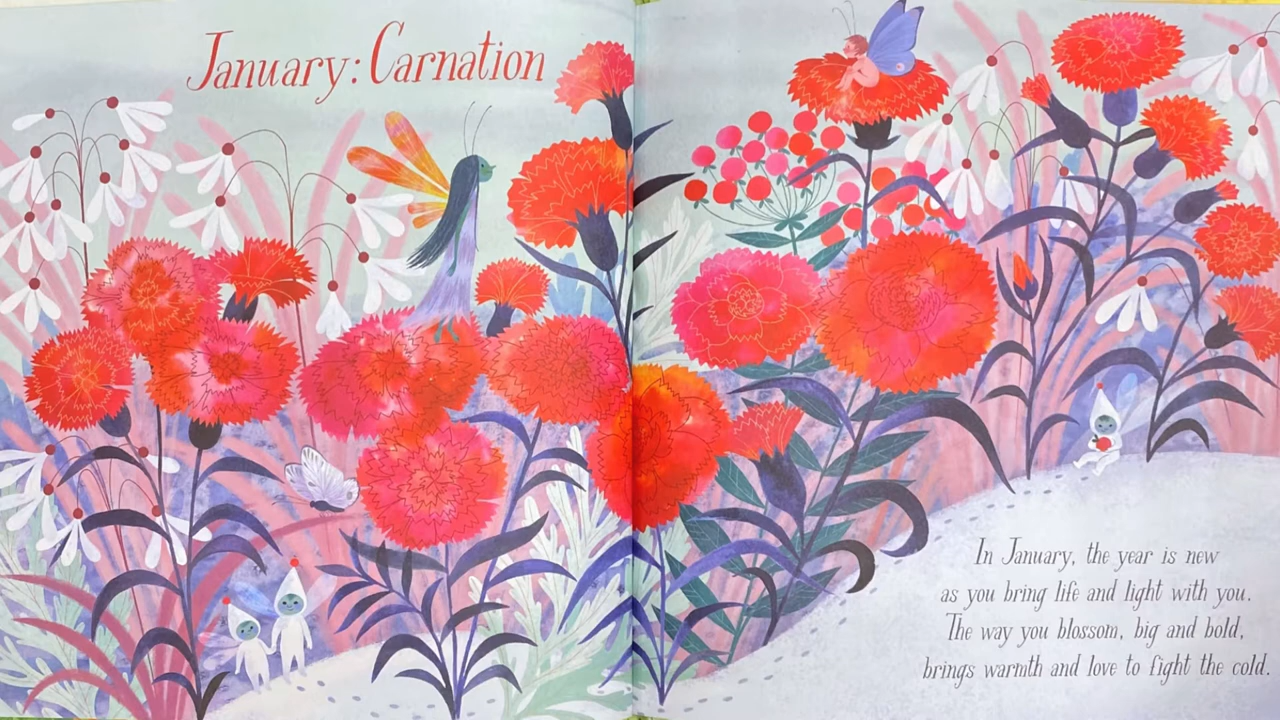 January: Carnation
In January, the year is new
as you bring life and light with you.
The way you blossom, big and bold,
brings warmth and love to fight the cold.